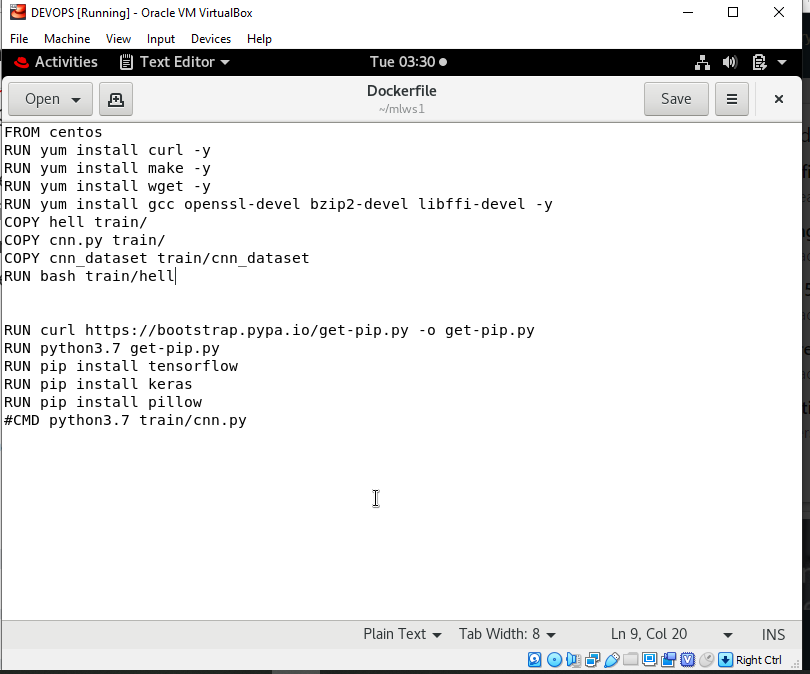 DEVOPS [Running] - Oracle VM VirtualBox
File Machine View Input Devices Help
Activities Text Editor Tue 03:30
Open Dockerfile Save
~/mlws1
FROM centos
RUN yum install curl -y
RUN yum install make -y
RUN yum install wget -y
RUN yum install gcc openssl-devel bzip2-devel libffi-devel -y
COPY hell train/
COPY cnn.py train/
COPY cnn_dataset train/cnn_dataset
RUN bash train/hell
RUN curl https://bootstrap.pypa.io/get-pip.py -o get-pip.py
RUN python3.7 get-pip.py
RUN pip install tensorflow
RUN pip install keras
RUN pip install pillow
#CMD python3.7 train/cnn.py
Plain Text Tab Width: 8 Ln 9, Col 20 INS
Right Ctrl